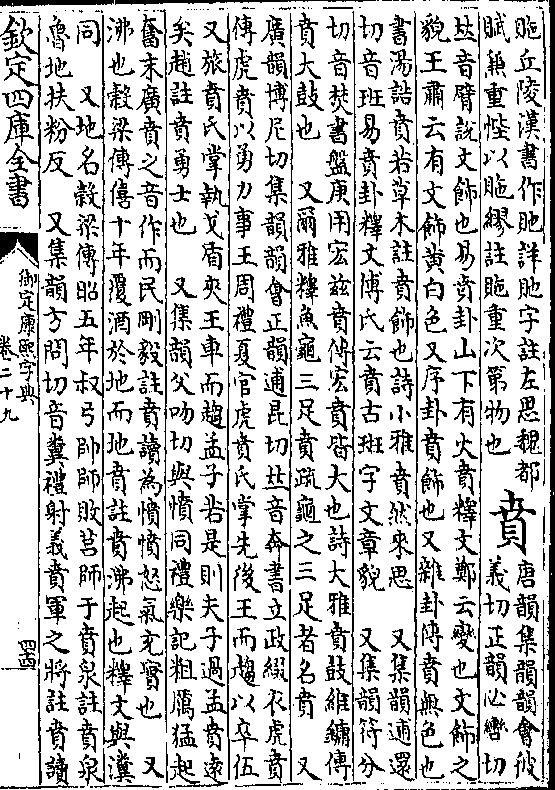 貤丘陵漢書作貤詳貤字註左思魏都
賦兼重悂以貤繆註貤重次第物也
賁
唐韻集韻韻會彼
義切正韻必轡切
𠀤音臂說文飾也易賁卦山下有火賁釋文鄭云變也文飾之
貌王肅云有文飾黃白色又序卦賁飾也又雜卦傳賁無色也
書湯誥賁若草木註賁飾也詩小雅賁然來思 又集韻逋還
切音班易賁卦釋文傅氏云賁古班字文章貌 又集韻符分
切音焚書盤庚用宏兹賁傳宏賁皆大也詩大雅賁鼓維鏞傳
賁大鼓也 又爾雅釋魚龜三足賁疏龜之三足者名賁 又
廣韻博尼切集韻韻會正韻逋昆切𠀤音奔書立政綴衣虎賁
傳虎賁以勇力事王周禮夏官虎賁氏掌先後王而趨以卒伍
又旅賁氏掌執戈盾夾王車而趨孟子若是則夫子過孟賁遠
矣趙註賁勇士也 又集韻父吻切與憤同禮樂記粗厲猛起
奮末廣賁之音作而民剛毅註賁讀為憤憤怒氣充實也 又
沸也穀梁傳僖十年覆酒於地而地賁註賁沸起也釋文與濆
同 又地名穀梁傳昭五年叔弓帥師敗莒師于賁泉註賁泉
魯地扶粉反 又集韻方問切音糞禮射義賁軍之將註賁讀
欽定四庫全書
御定康熙字典
卷二十九